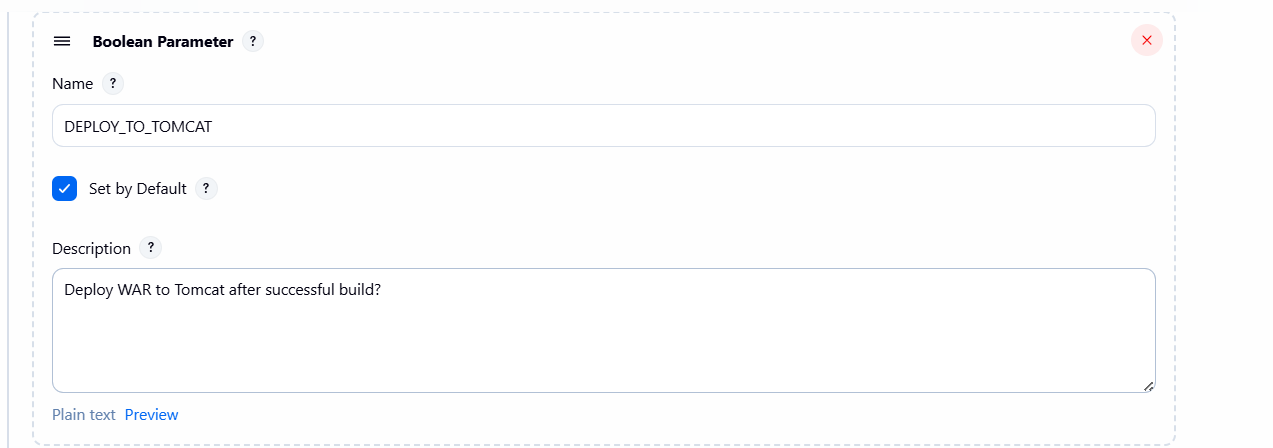 Boolean Parameter ?
Name ?
DEPLOY_TO_TOMCAT
Set by Default ?
Description ?
Deploy WAR to Tomcat after successful build?
Plain text Preview